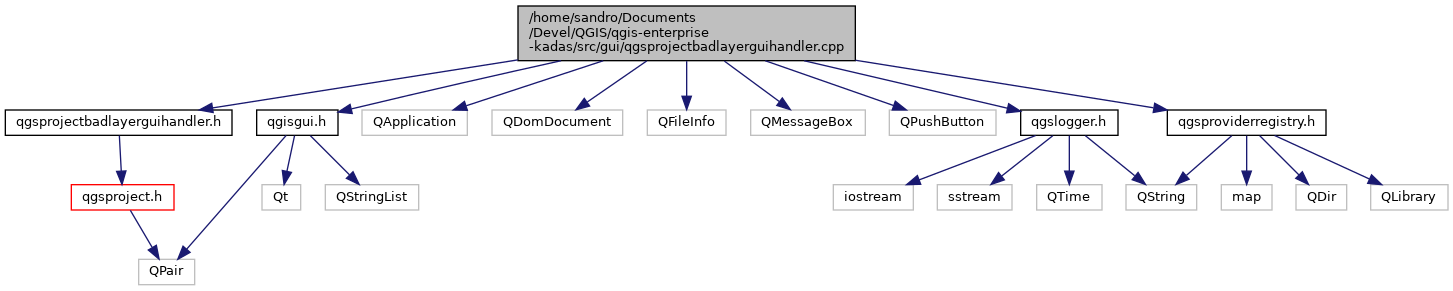 /home/sandro/Documents
/Devel/QGIS/qgis-enterprise
-kadas/src/gui/qgsprojectbadlayerguihandler.cpp
qgsprojectbadlayerguihandler.h
qgisgui.h
QApplication
QDomDocument
QFileInfo
QMessageBox
QPushButton
qgslogger.h
qgsproviderregistry.h
qgsproject.h
Qt
QStringList
iostream
sstream
QTime
QString
map
QDir
QLibrary
QPair